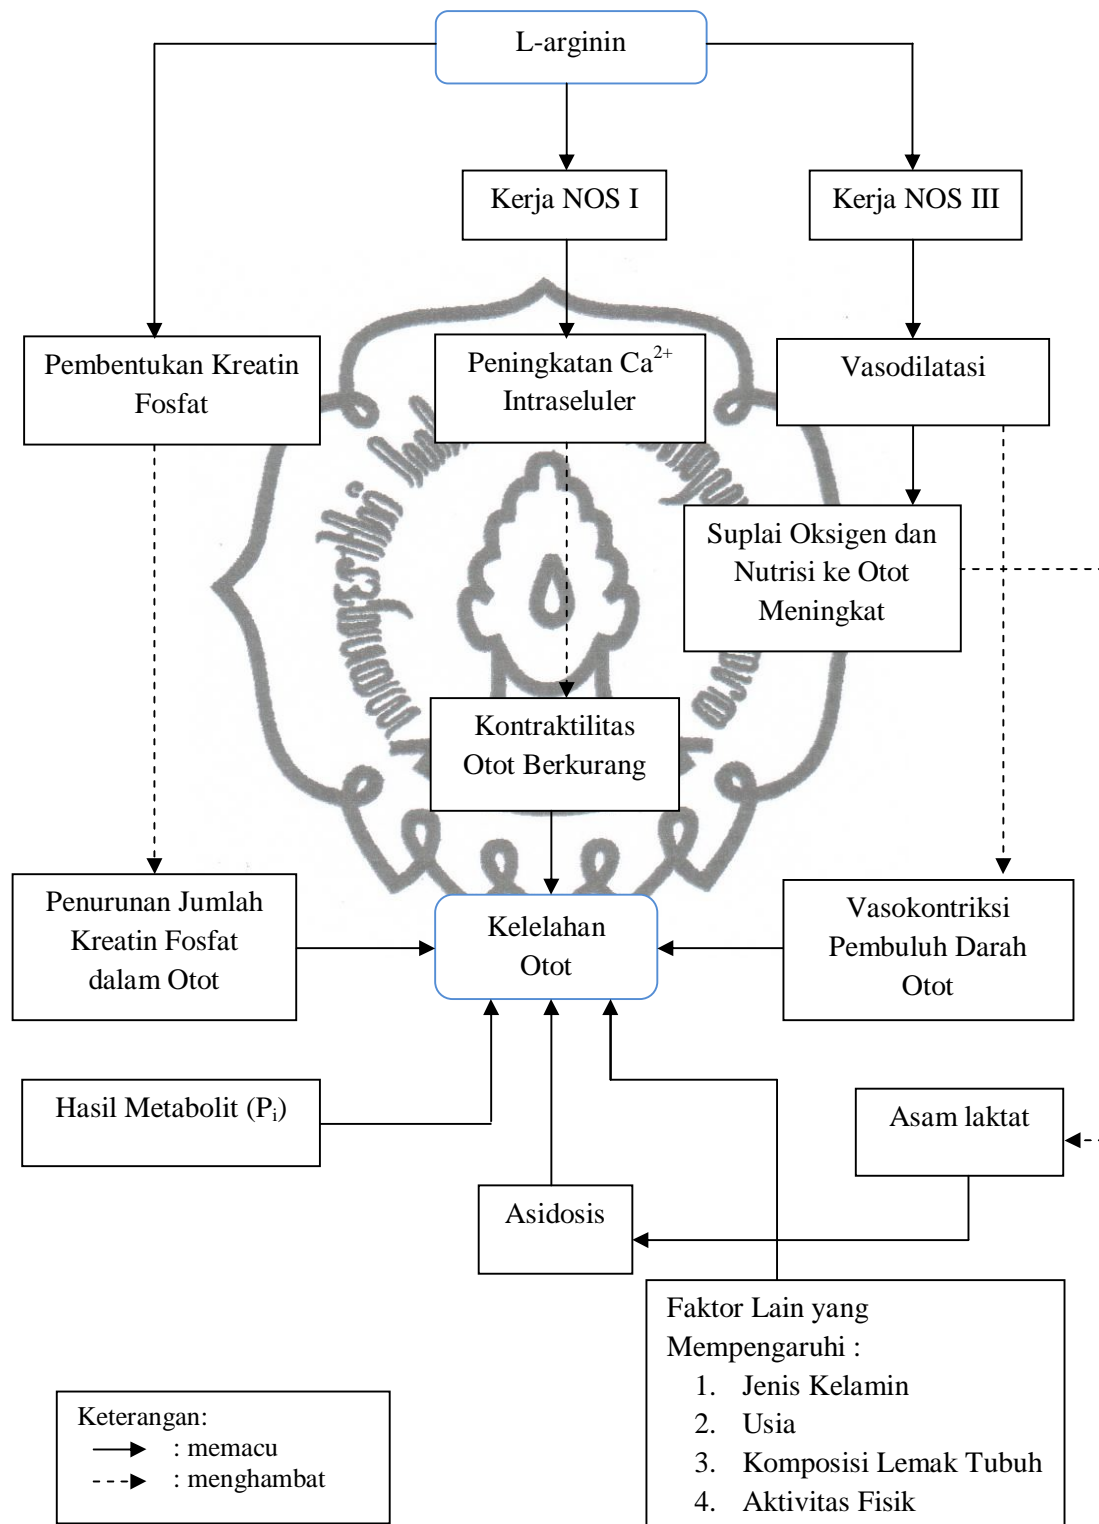 L-arginin
Kerja NOS I
Kerja NOS III
Pembentukan Kreatin
Fosfat
Peningkatan Ca²⁺
Intraseluler
Vasodilatasi
Suplai Oksigen dan
Nutrisi ke Otot
Meningkat
Kontraktilitas
Otot Berkurang
Penurunan Jumlah
Kreatin Fosfat
dalam Otot
Kelelahan
Otot
Vasokontriksi
Pembuluh Darah
Otot
Hasil Metabolit (Pᵢ)
Asam laktat
Asidosis
Faktor Lain yang
Mempengaruhi :
1. Jenis Kelamin
2. Usia
3. Komposisi Lemak Tubuh
4. Aktivitas Fisik
Keterangan:
: memacu
: menghambat